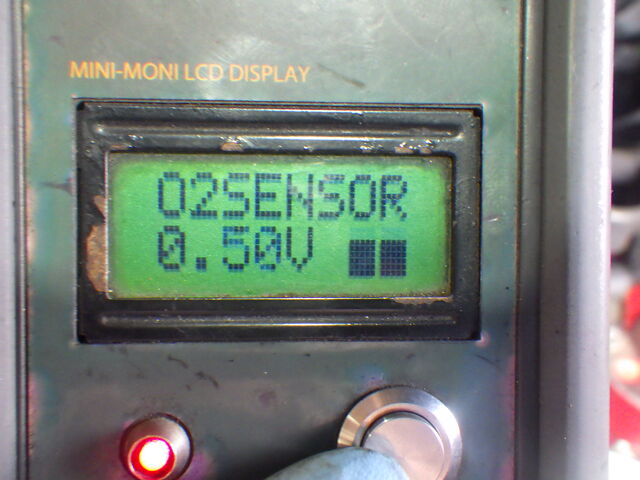 MINI-MONI LCD DISPLAY
O2SENSOR
0.50V